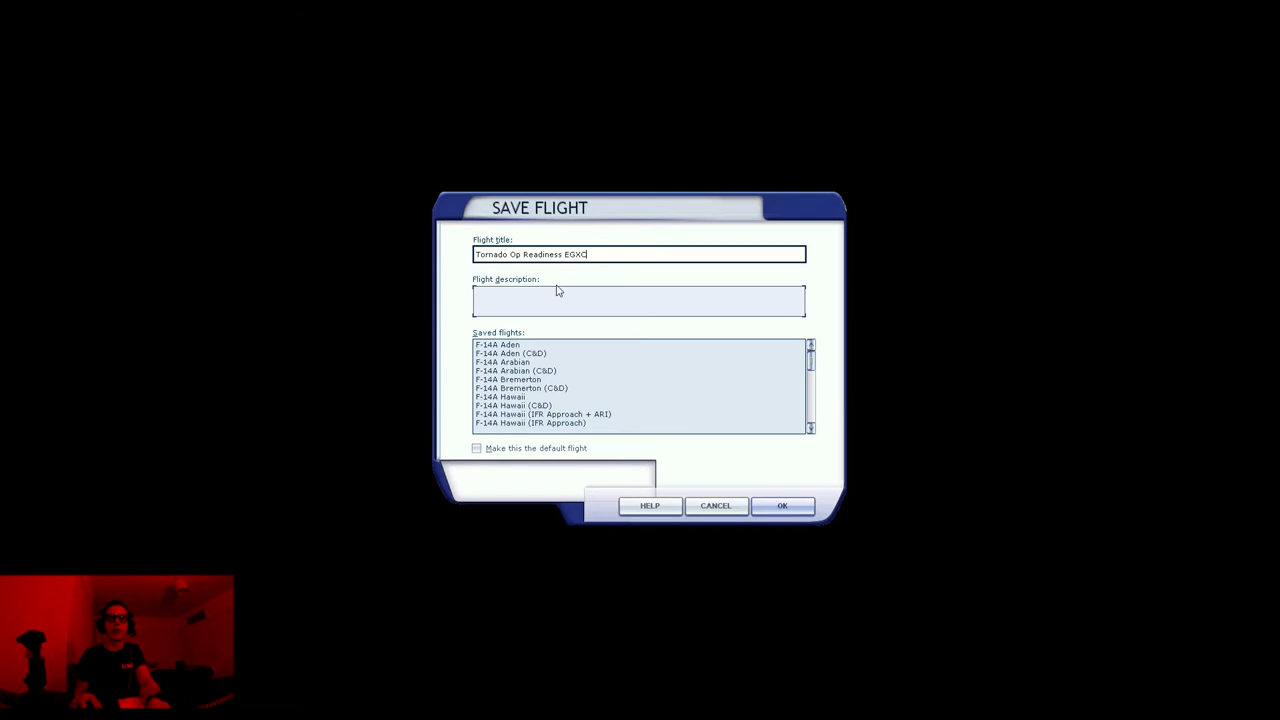 SAVE FLIGHT
Flight title:
Tornado Op Readiness EGXC
Flight description:
Saved flights:
F-14A Aden
F-14A Aden (C&D)
F-14A Arabian
F-14A Arabian (C&D)
F-14A Bremerton
F-14A Bremerton (C&D)
F-14A Hawaii
F-14A Hawaii (C&D)
F-14A Hawaii (IFR Approach + ARI)
F-14A Hawaii (IFR Approach)
Make this the default flight
HELP CANCEL OK